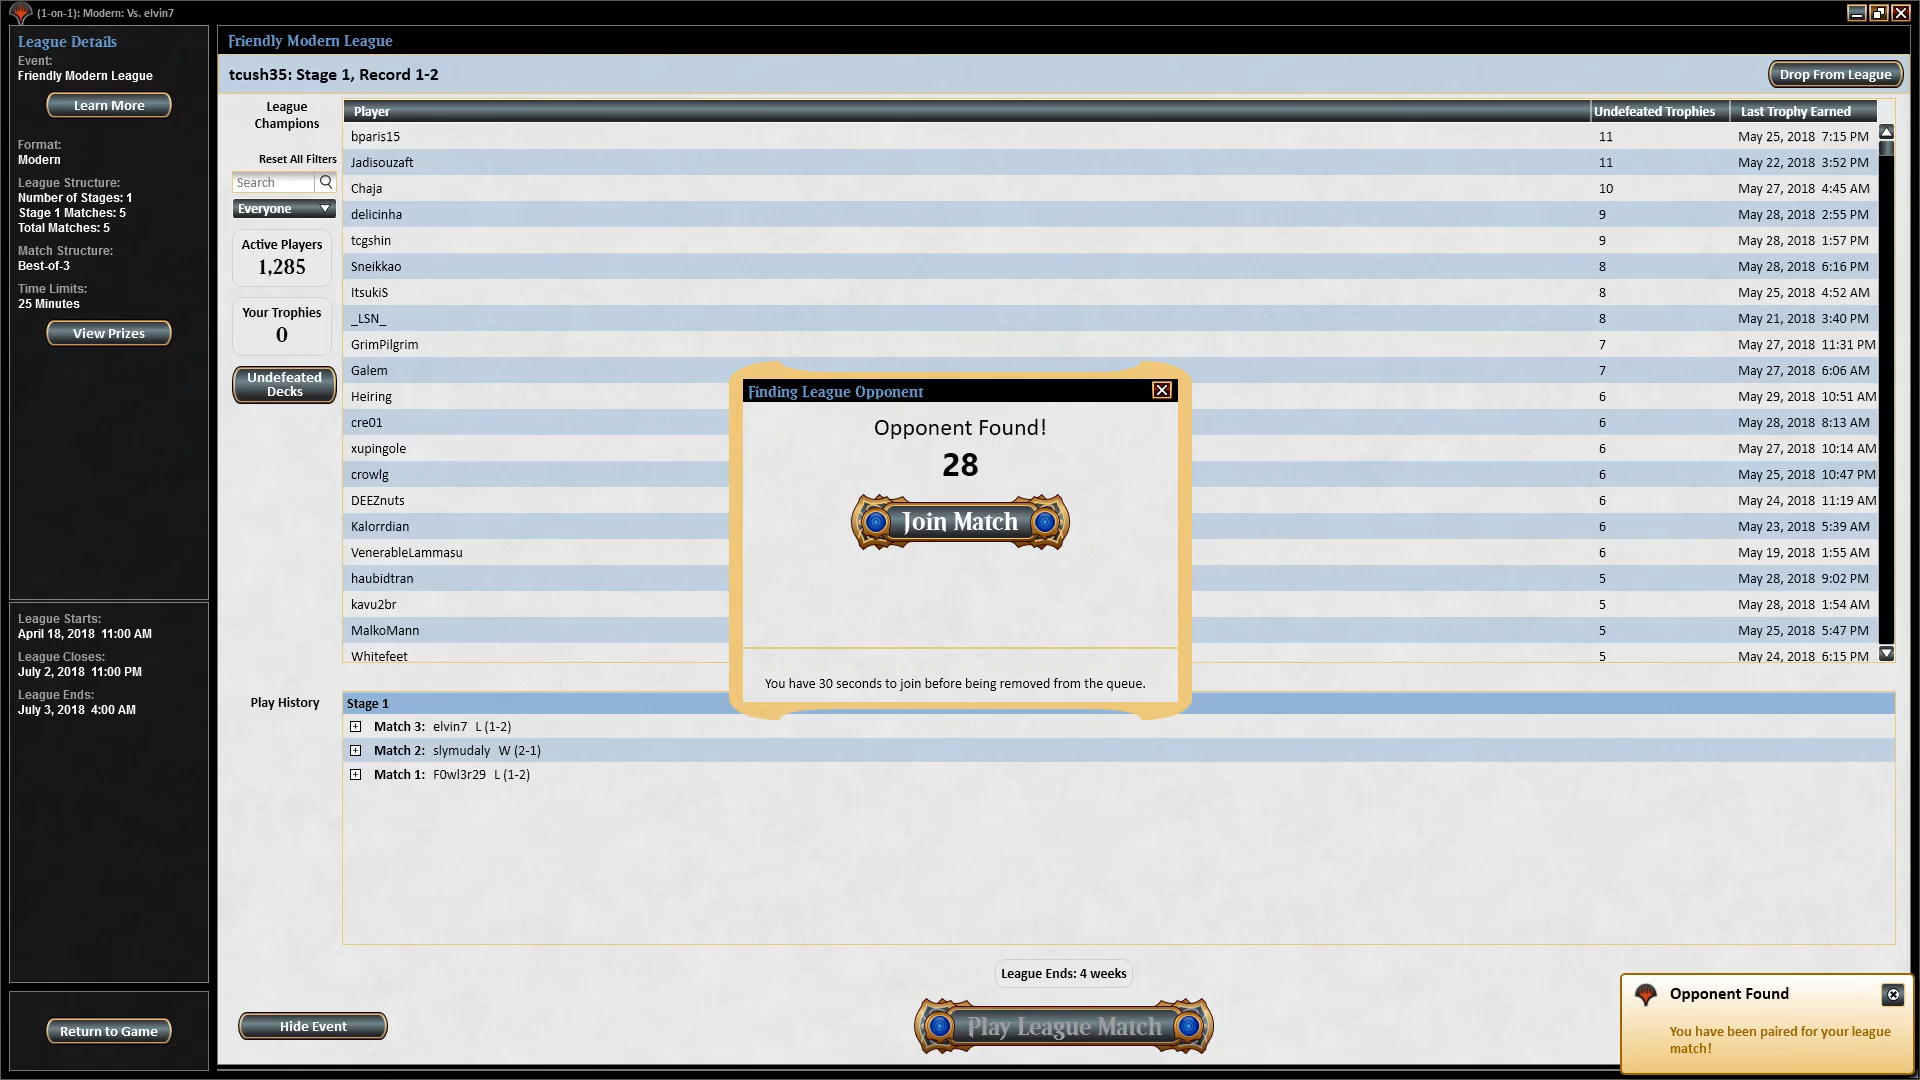 (1-on-1): Modern: Vs. elvin7
League Details
Event:
Friendly Modern League
Learn More
Format:
Modern
League Structure:
Number of Stages: 1
Stage 1 Matches: 5
Total Matches: 5
Match Structure:
Best-of-3
Time Limits:
25 Minutes
View Prizes
League Starts:
April 18, 2018 11:00 AM
League Closes:
July 2, 2018 11:00 PM
League Ends:
July 3, 2018 4:00 AM
Return to Game
Friendly Modern League
tcush35: Stage 1, Record 1-2
Drop From League
League
Champions
Reset All Filters
Search
Everyone
Active Players
1,285
Your Trophies
0
Undefeated
Decks
Player Undefeated Trophies Last Trophy Earned
bparis15 11 May 25, 2018 7:15 PM
Jadisouzaft 11 May 22, 2018 3:52 PM
Chaja 10 May 27, 2018 4:45 AM
delicinha 9 May 28, 2018 2:55 PM
tcgshin 9 May 28, 2018 1:57 PM
Sneikkao 8 May 28, 2018 6:16 PM
ItsukiS 8 May 25, 2018 4:52 AM
_LSN_ 8 May 21, 2018 3:40 PM
GrimPilgrim 7 May 27, 2018 11:31 PM
Galem 7 May 27, 2018 6:06 AM
Heiring 6 May 29, 2018 10:51 AM
cre01 6 May 28, 2018 8:13 AM
xupingole 6 May 27, 2018 10:14 AM
crowlg 6 May 25, 2018 10:47 PM
DEEZnuts 6 May 24, 2018 11:19 AM
Kalorrdian 6 May 23, 2018 5:39 AM
VenerableLammasu 6 May 19, 2018 1:55 AM
haubidtran 5 May 28, 2018 9:02 PM
kavu2br 5 May 28, 2018 1:54 AM
MalkoMann 5 May 25, 2018 5:47 PM
Whitefeet 5 May 24, 2018 6:15 PM
Finding League Opponent
Opponent Found!
28
Join Match
You have 30 seconds to join before being removed from the queue.
Play History
Stage 1
Match 3: elvin7 L (1-2)
Match 2: slymudaly W (2-1)
Match 1: F0wl3r29 L (1-2)
League Ends: 4 weeks
Hide Event
Play League Match
Opponent Found
You have been paired for your league
match!